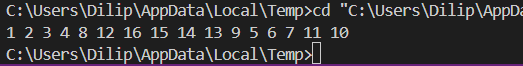 C:\Users\Dilip\AppData\Local\Temp>cd "C:\Users\Dilip\AppDa
1 2 3 4 8 12 16 15 14 13 9 5 6 7 11 10
C:\Users\Dilip\AppData\Local\Temp>